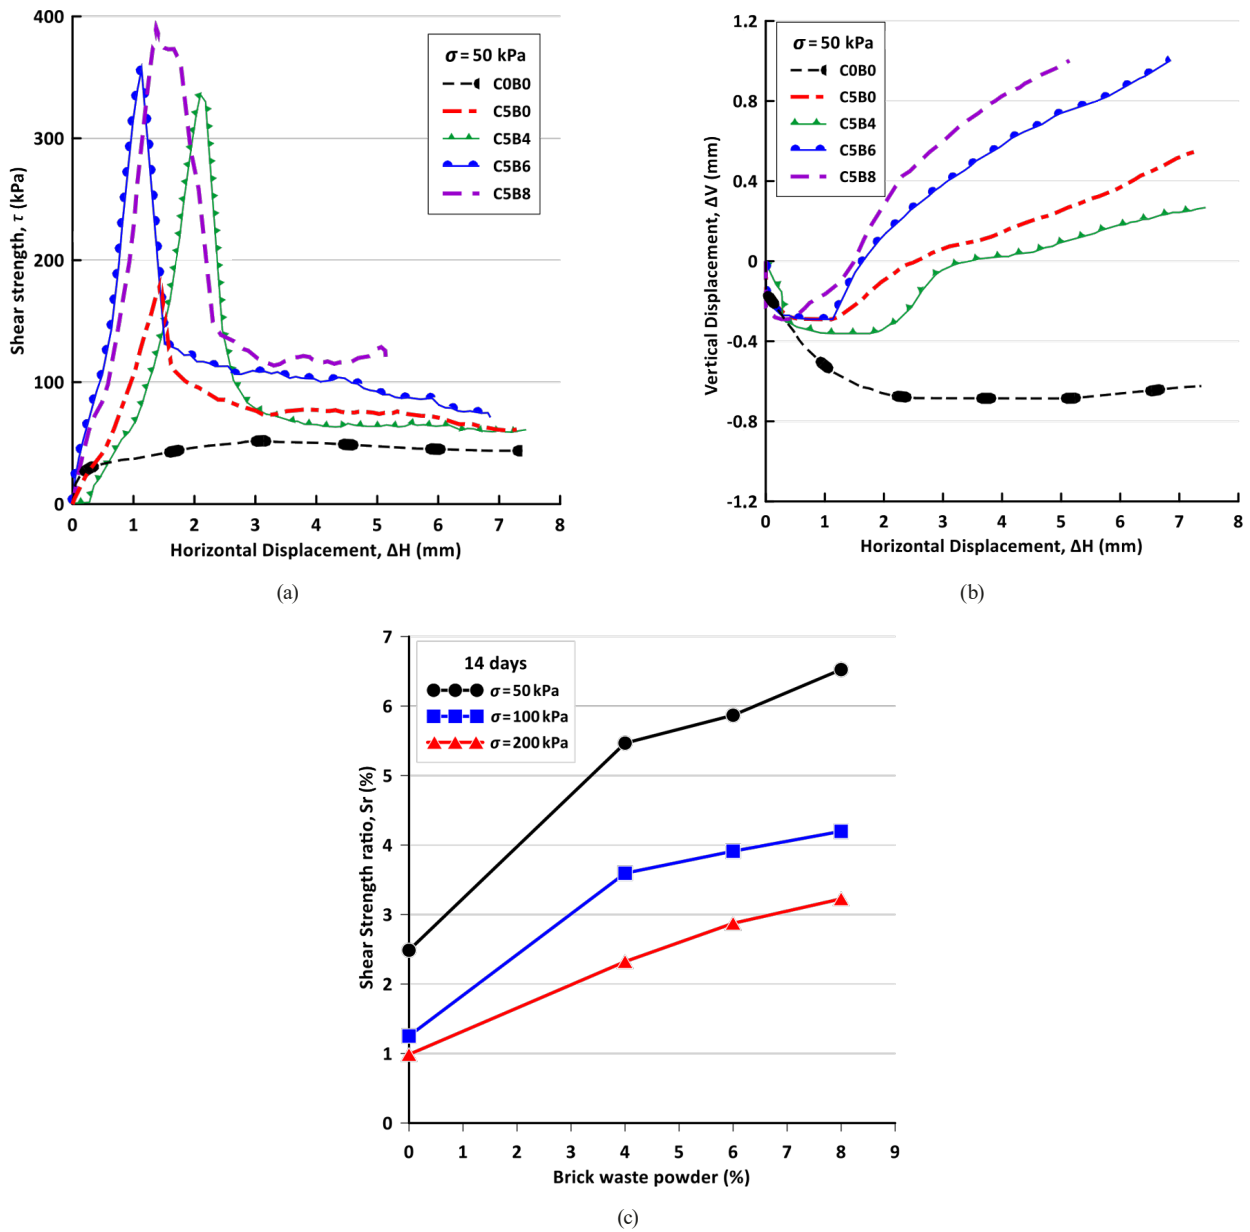 400
300
200
100
0
Shear strength, τ (kPa)
σ = 50 kPa
C0B0
C5B0
C5B4
C5B6
C5B8
0 1 2 3 4 5 6 7 8
Horizontal Displacement, ΔH (mm)
(a)
1.2
0.8
0.4
0
-0.4
-0.8
-1.2
Vertical Displacement, ΔV (mm)
σ = 50 kPa
C0B0
C5B0
C5B4
C5B6
C5B8
0 1 2 3 4 5 6 7 8
Horizontal Displacement, ΔH (mm)
(b)
7
6
5
4
3
2
1
0
Shear Strength ratio, Sr (%)
14 days
σ = 50 kPa
σ = 100 kPa
σ = 200 kPa
0 1 2 3 4 5 6 7 8 9
Brick waste powder (%)
(c)